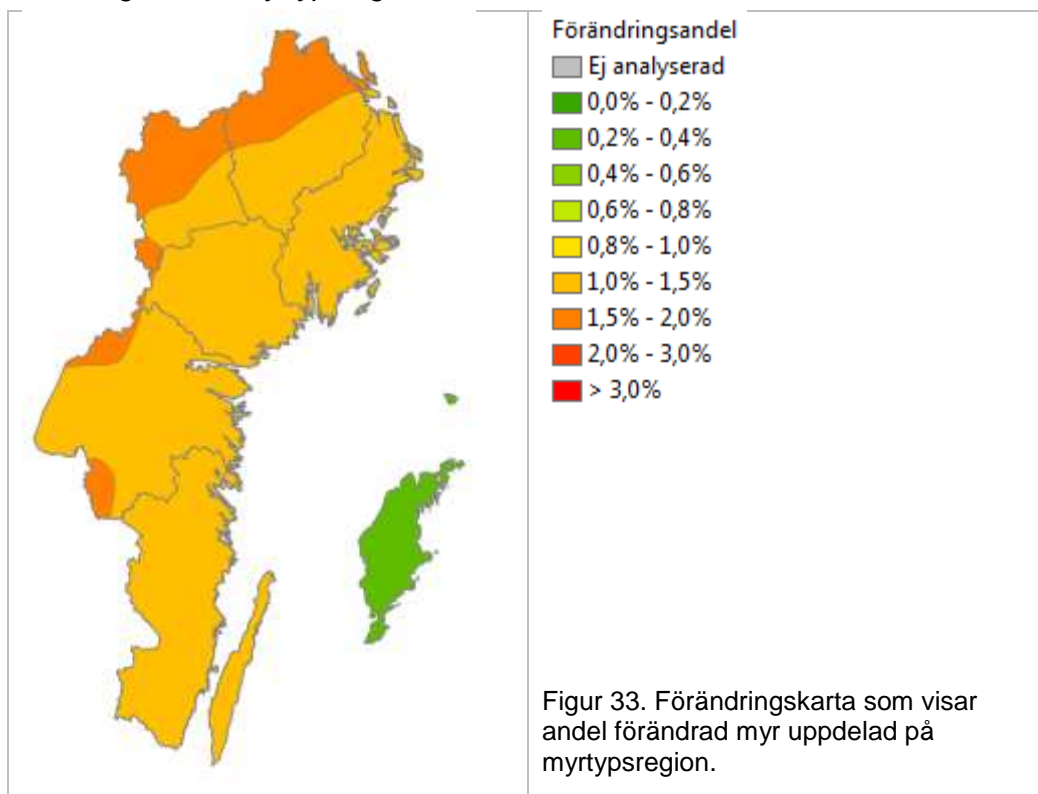 Förändringsandel
Ej analyserad
0,0% - 0,2%
0,2% - 0,4%
0,4% - 0,6%
0,6% - 0,8%
0,8% - 1,0%
1,0% - 1,5%
1,5% - 2,0%
2,0% - 3,0%
> 3,0%
Figur 33. Förändringskarta som visar
andel förändrad myr uppdelad på
myrtypsregion.